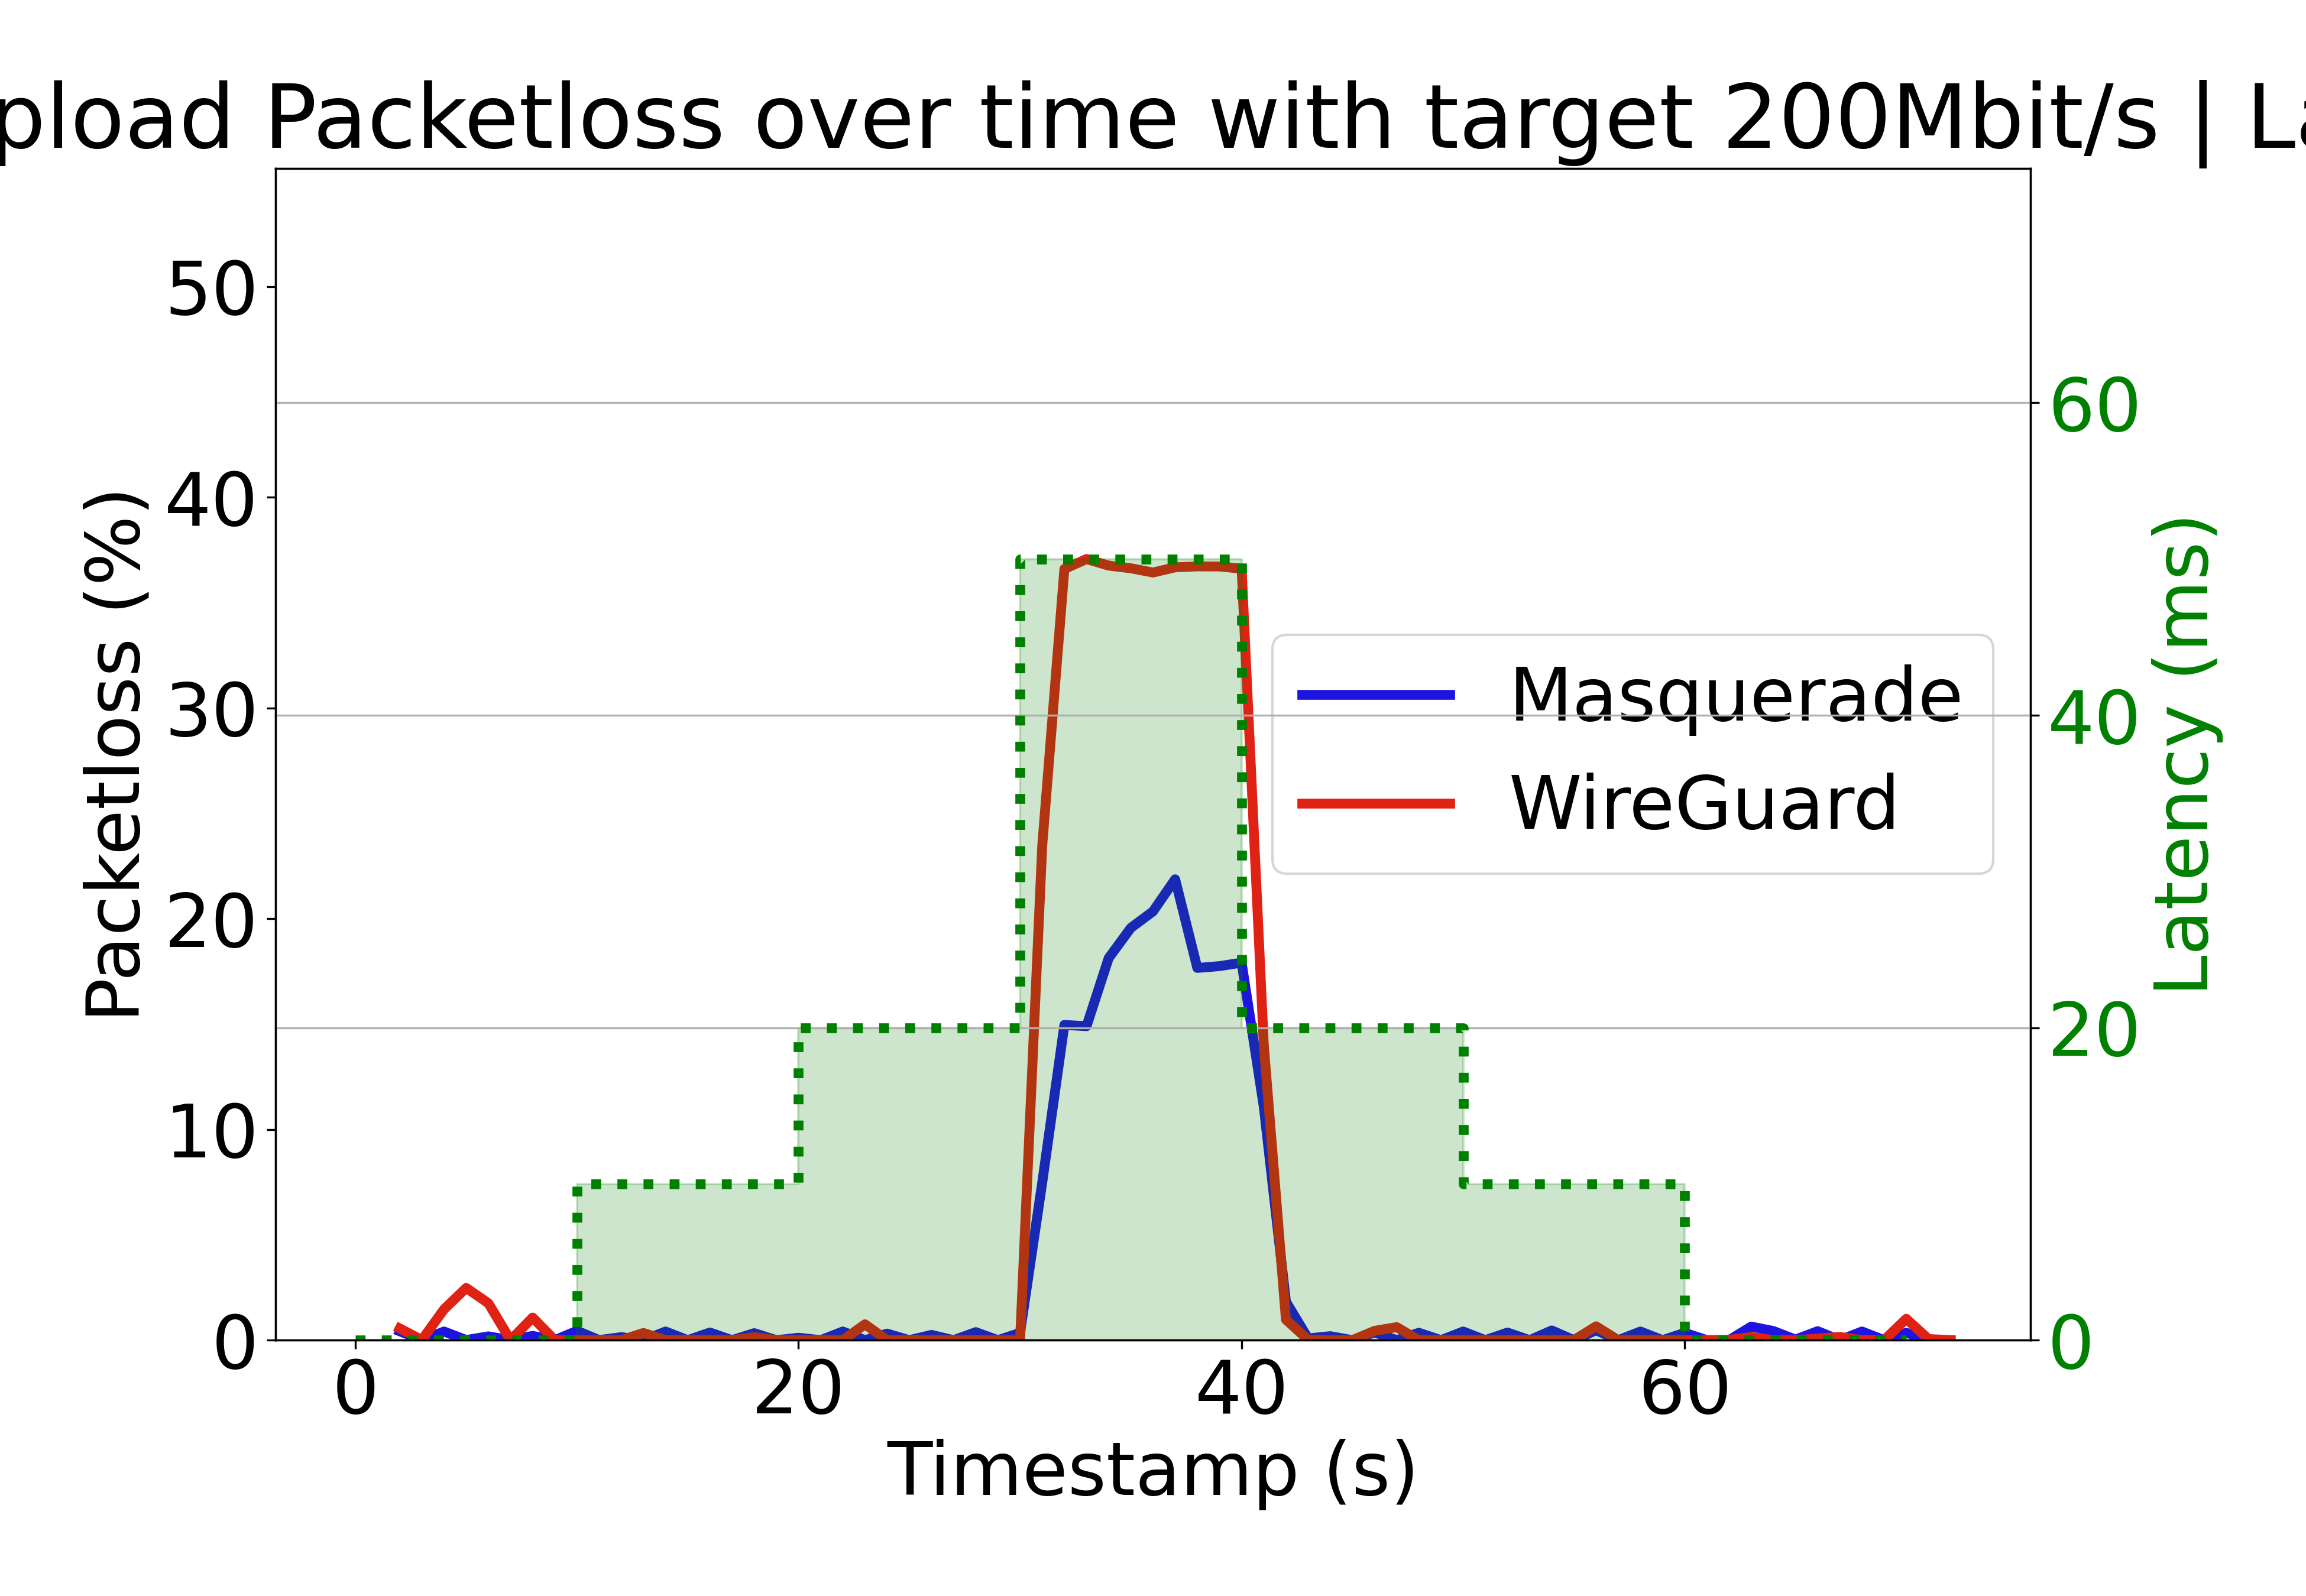 pload Packetloss over time with target 200Mbit/s | La
50
40
30
20
10
0
Packetloss (%)
60
40
20
0
Latency (ms)
Masquerade
WireGuard
0 20 40 60
Timestamp (s)